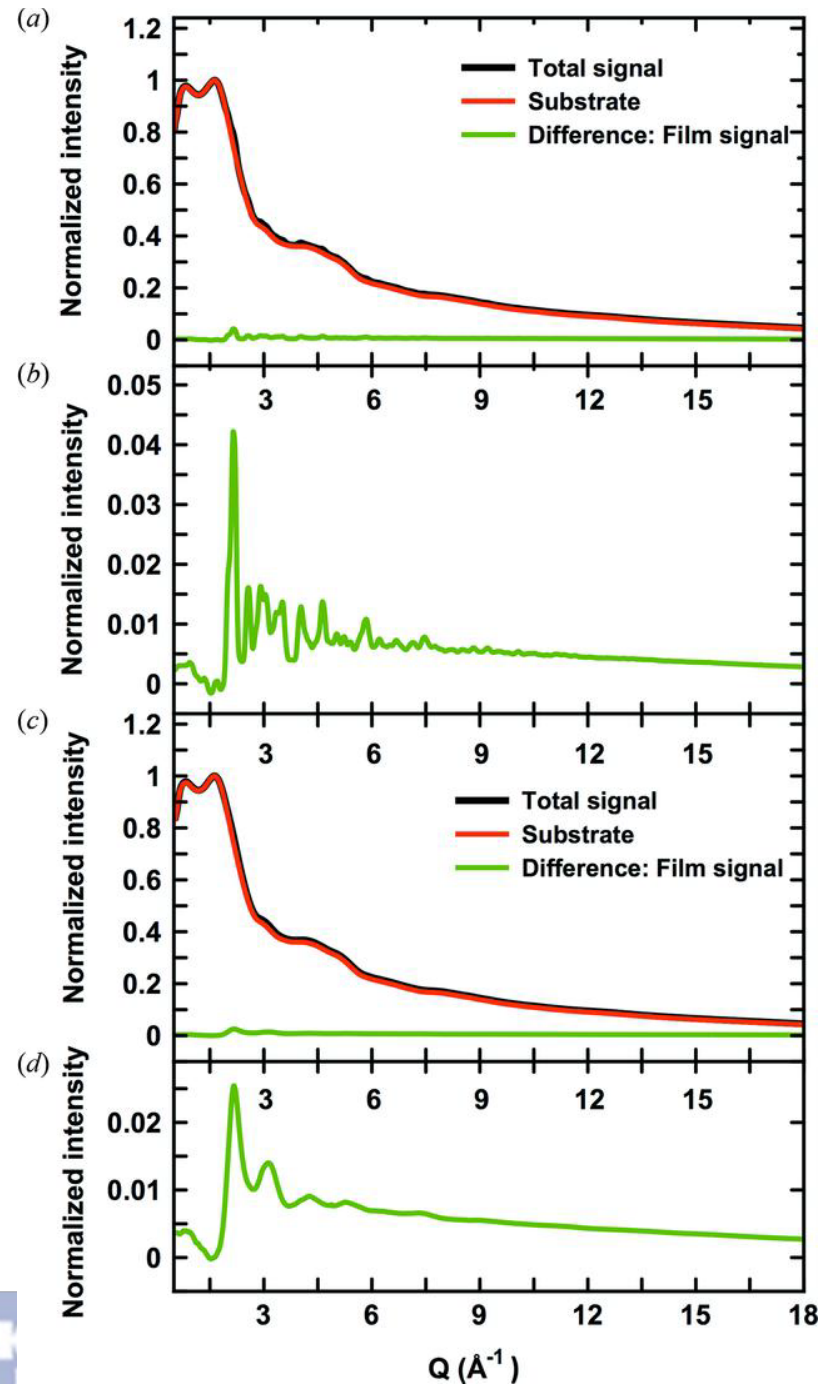 (a)
1.2
1
0.8
0.6
0.4
0.2
0
Normalized intensity
Total signal
Substrate
Difference: Film signal
(b)
3 6 9 12 15
0.05
0.04
0.03
0.02
0.01
0
Normalized intensity
(c)
3 6 9 12 15
1.2
1
0.8
0.6
0.4
0.2
0
Normalized intensity
Total signal
Substrate
Difference: Film signal
(d)
3 6 9 12 15
0.02
0.01
0
Normalized intensity
3 6 9 12 15 18
Q (Å⁻¹)